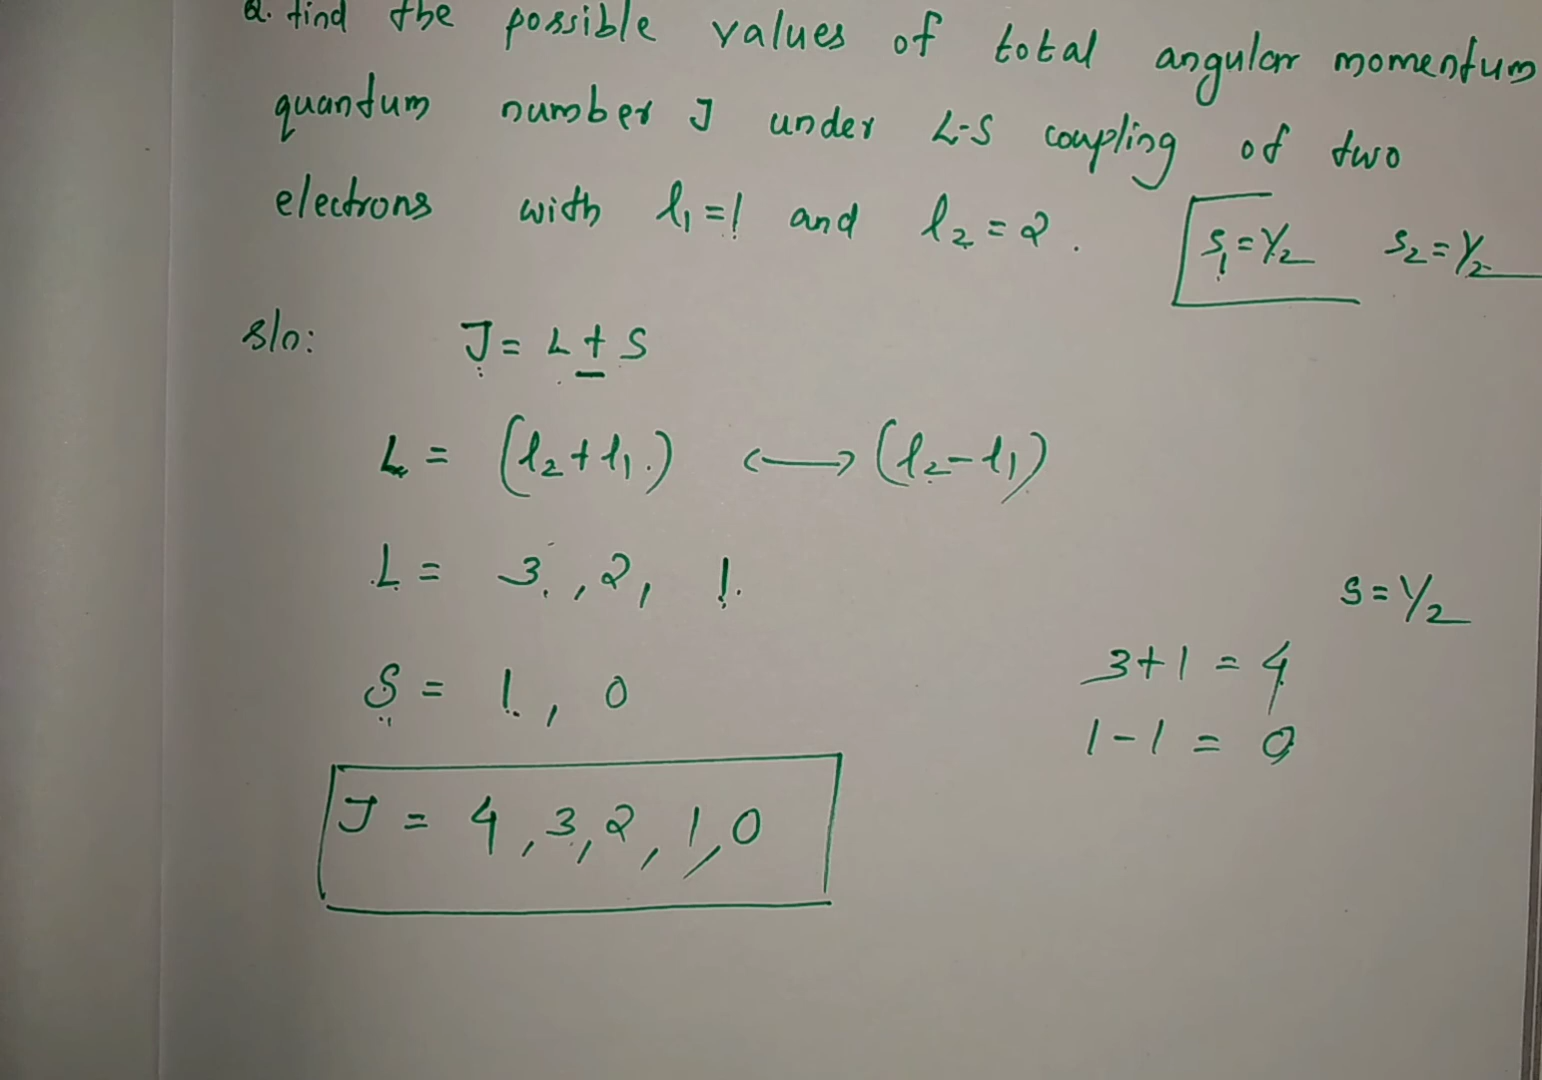 Q. find the possible values of total angular momentum
quantum number J under L-S coupling of two
electrons with l₁=1 and l₂=2.
s₁=1/2 s₂=1/2
sln: J= L ± S
L = (l₂+l₁) ⟷ (l₂-l₁)
L = 3, 2, 1
S=1/2
S = 1, 0
3+1 = 4
1-1 = 0
J = 4, 3, 2, 1, 0